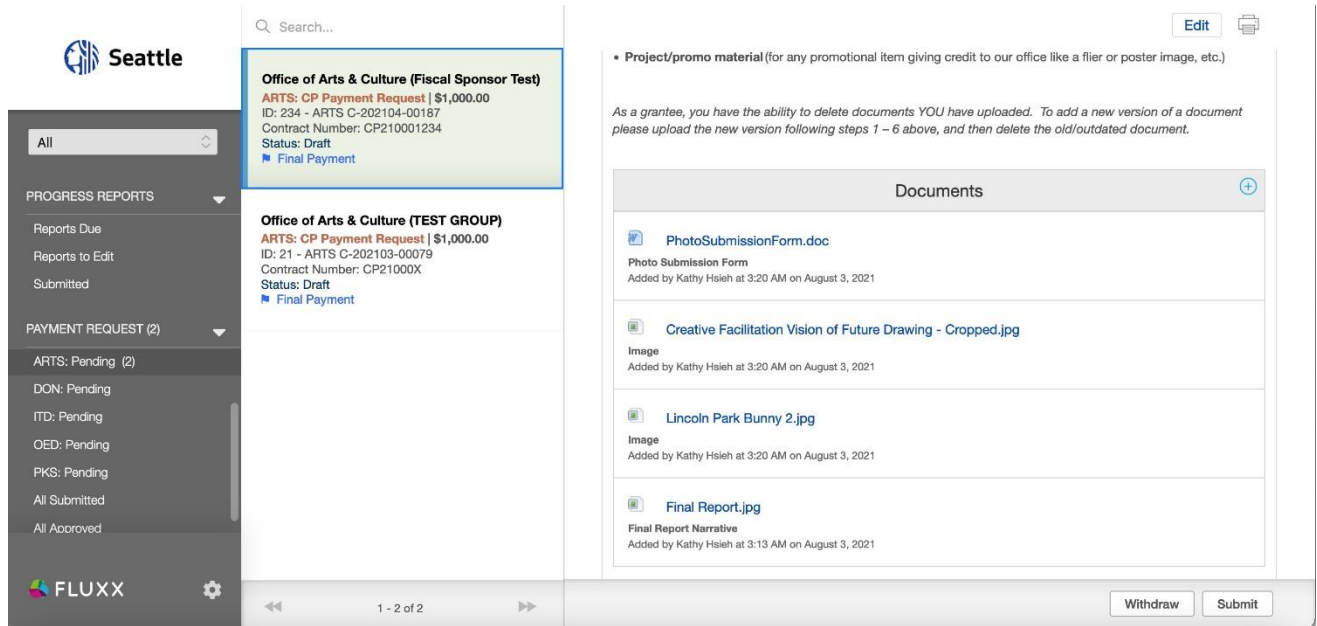 Seattle
All
PROGRESS REPORTS
Reports Due
Reports to Edit
Submitted
PAYMENT REQUEST (2)
ARTS: Pending (2)
DON: Pending
ITD: Pending
OED: Pending
PKS: Pending
All Submitted
All Approved
FLUXX
Search...
Office of Arts & Culture (Fiscal Sponsor Test)
ARTS: CP Payment Request | $1,000.00
ID: 234 - ARTS C-202104-00187
Contract Number: CP210001234
Status: Draft
Final Payment
Office of Arts & Culture (TEST GROUP)
ARTS: CP Payment Request | $1,000.00
ID: 21 - ARTS C-202103-00079
Contract Number: CP21000X
Status: Draft
Final Payment
1 - 2 of 2
Edit
• Project/promo material (for any promotional item giving credit to our office like a flier or poster image, etc.)
As a grantee, you have the ability to delete documents YOU have uploaded. To add a new version of a document
please upload the new version following steps 1 – 6 above, and then delete the old/outdated document.
Documents
PhotoSubmissionForm.doc
Photo Submission Form
Added by Kathy Hsieh at 3:20 AM on August 3, 2021
Creative Facilitation Vision of Future Drawing - Cropped.jpg
Image
Added by Kathy Hsieh at 3:20 AM on August 3, 2021
Lincoln Park Bunny 2.jpg
Image
Added by Kathy Hsieh at 3:20 AM on August 3, 2021
Final Report.jpg
Final Report Narrative
Added by Kathy Hsieh at 3:13 AM on August 3, 2021
Withdraw
Submit